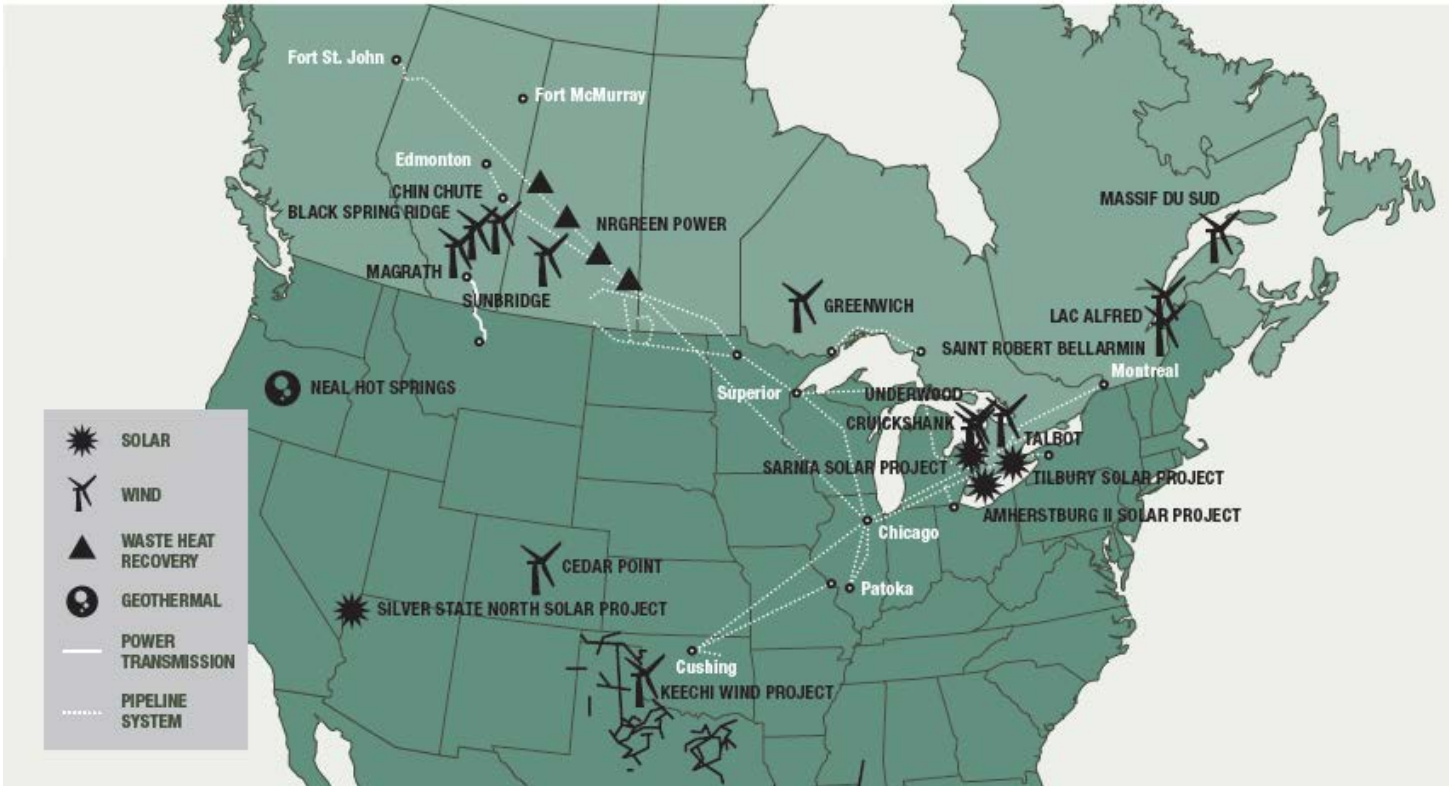 Fort St. John
Fort McMurray
Edmonton
CHIN CHUTE
BLACK SPRING RIDGE
NRGREEN POWER
MASSIF DU SUD
MAGRATH
SUNBRIDGE
GREENWICH
LAC ALFRED
SAINT ROBERT BELLARMIN
Montreal
NEAL HOT SPRINGS
Superior
UNDERWOOD
CRUICKSHANK
TALBOT
SARNIA SOLAR PROJECT
TILBURY SOLAR PROJECT
AMHERSTBURG II SOLAR PROJECT
Chicago
CEDAR POINT
Patoka
SILVER STATE NORTH SOLAR PROJECT
Cushing
KEECHI WIND PROJECT
SOLAR
WIND
WASTE HEAT
RECOVERY
GEOTHERMAL
POWER
TRANSMISSION
PIPELINE
SYSTEM